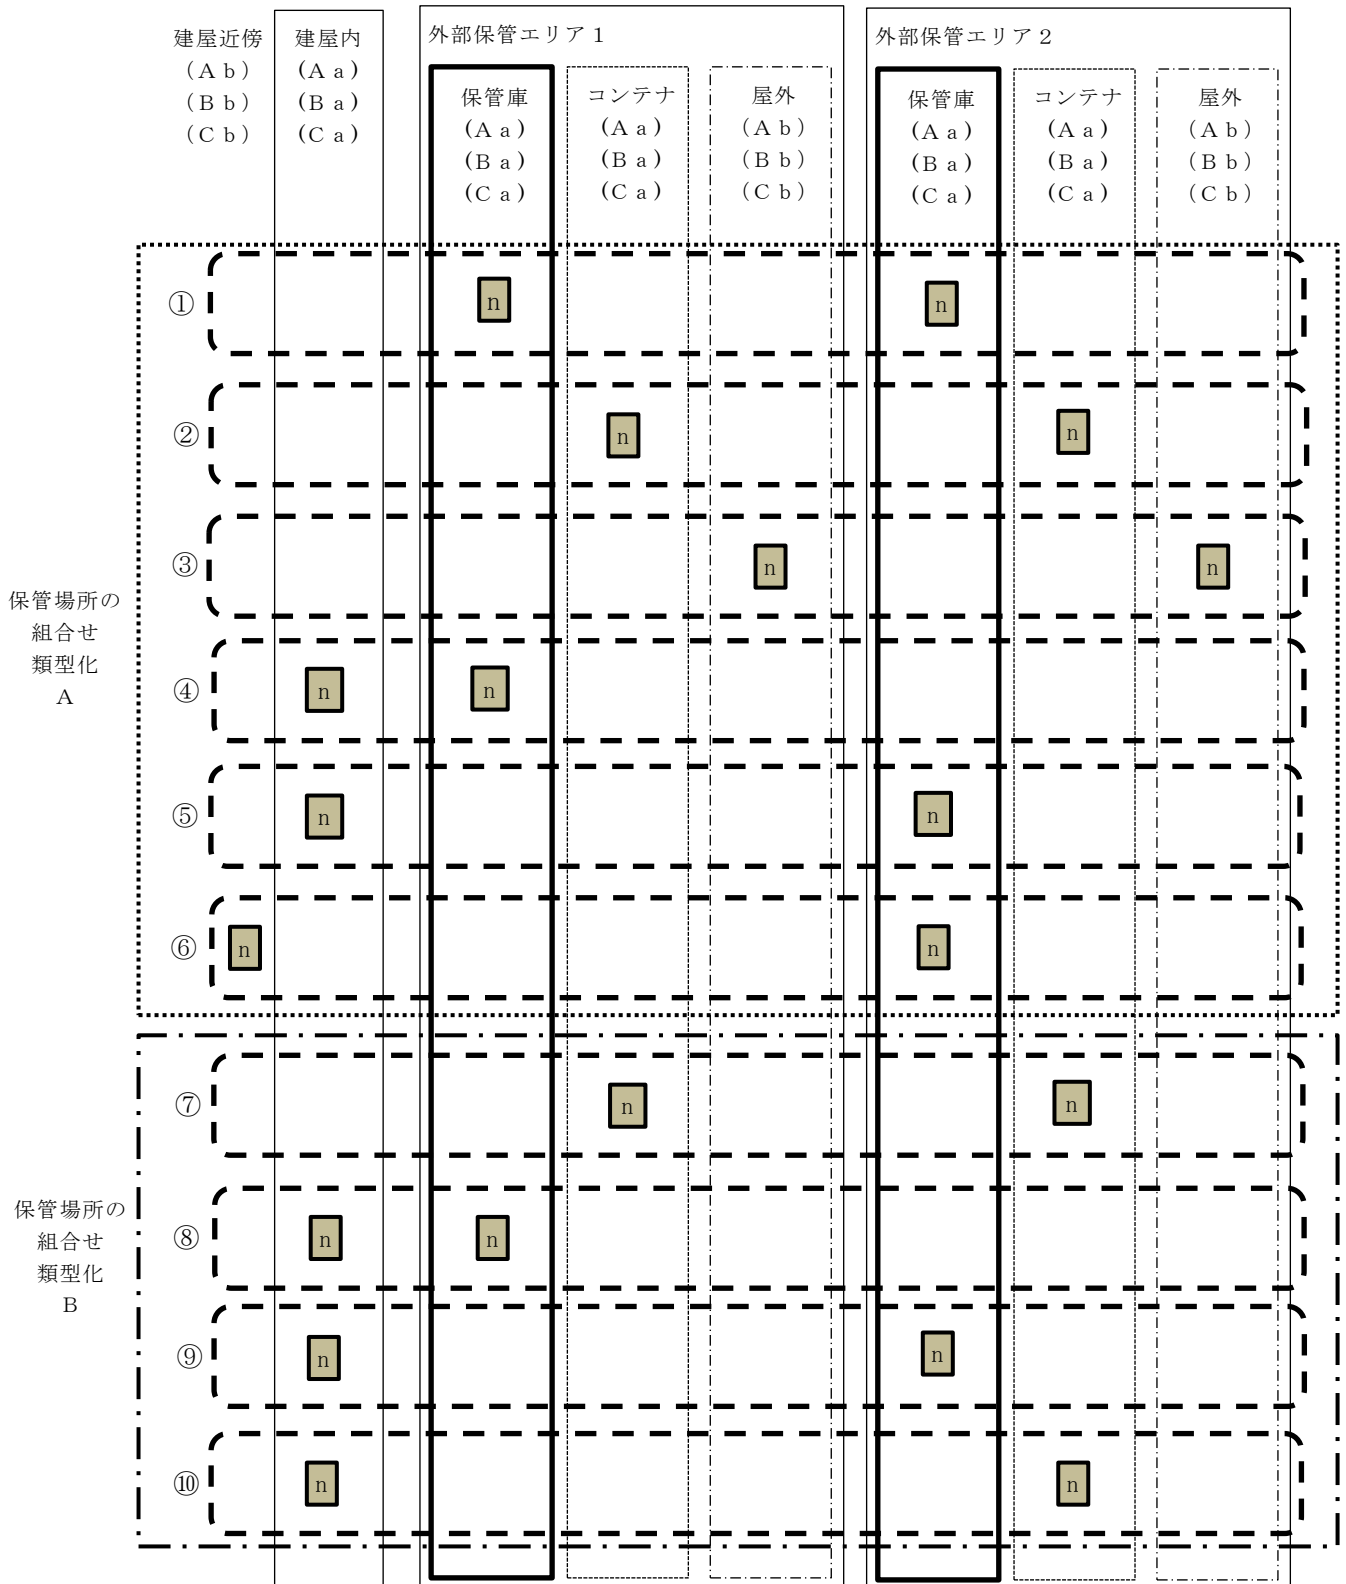 建屋近傍
（Ａｂ）
（Ｂｂ）
（Ｃｂ）
建屋内
(Ａａ)
(Ｂａ)
(Ｃａ)
外部保管エリア１
保管庫
(Ａａ)
(Ｂａ)
(Ｃａ)
コンテナ
(Ａａ)
(Ｂａ)
(Ｃａ)
屋外
（Ａｂ）
（Ｂｂ）
（Ｃｂ）
外部保管エリア２
保管庫
(Ａａ)
(Ｂａ)
(Ｃａ)
コンテナ
(Ａａ)
(Ｂａ)
(Ｃａ)
屋外
（Ａｂ）
（Ｂｂ）
（Ｃｂ）
保管場所の
組合せ
類型化
Ａ
① n n
② n n
③ n n
④ n n
⑤ n n
⑥ n n
保管場所の
組合せ
類型化
Ｂ
⑦ n n
⑧ n n
⑨ n n
⑩ n n